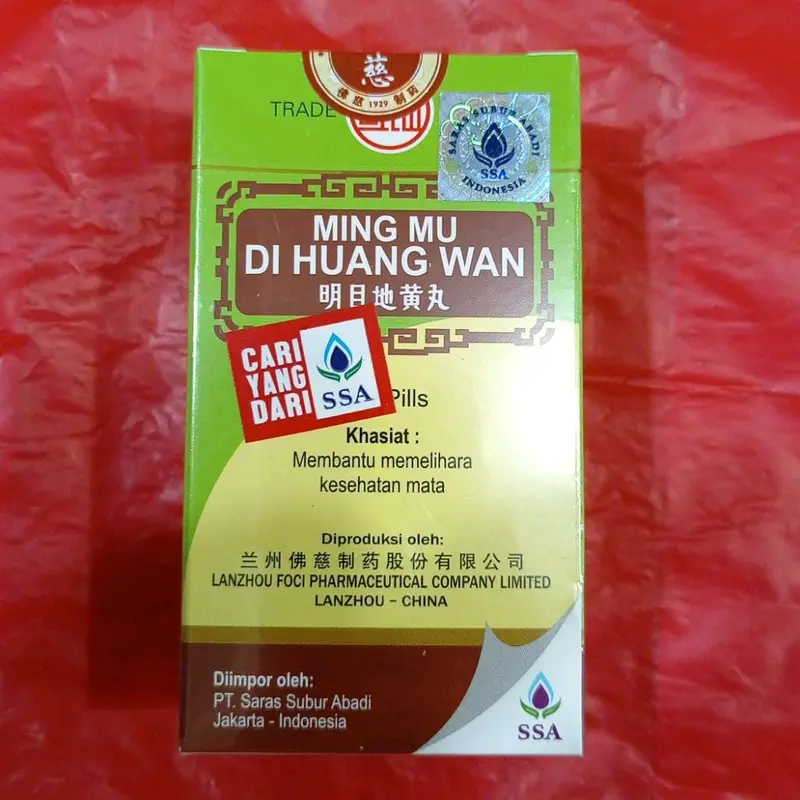 慈
佛慈 1929 制药
TRADE
SARAS SUBUR ABADI
SSA
INDONESIA
MING MU
DI HUANG WAN
明目地黄丸
CARI
YANG
DARI
SSA
Pills
Khasiat :
Membantu memelihara
kesehatan mata
Diproduksi oleh:
兰州佛慈制药股份有限公司
LANZHOU FOCI PHARMACEUTICAL COMPANY LIMITED
LANZHOU – CHINA
Diimpor oleh:
PT. Saras Subur Abadi
Jakarta - Indonesia
SSA